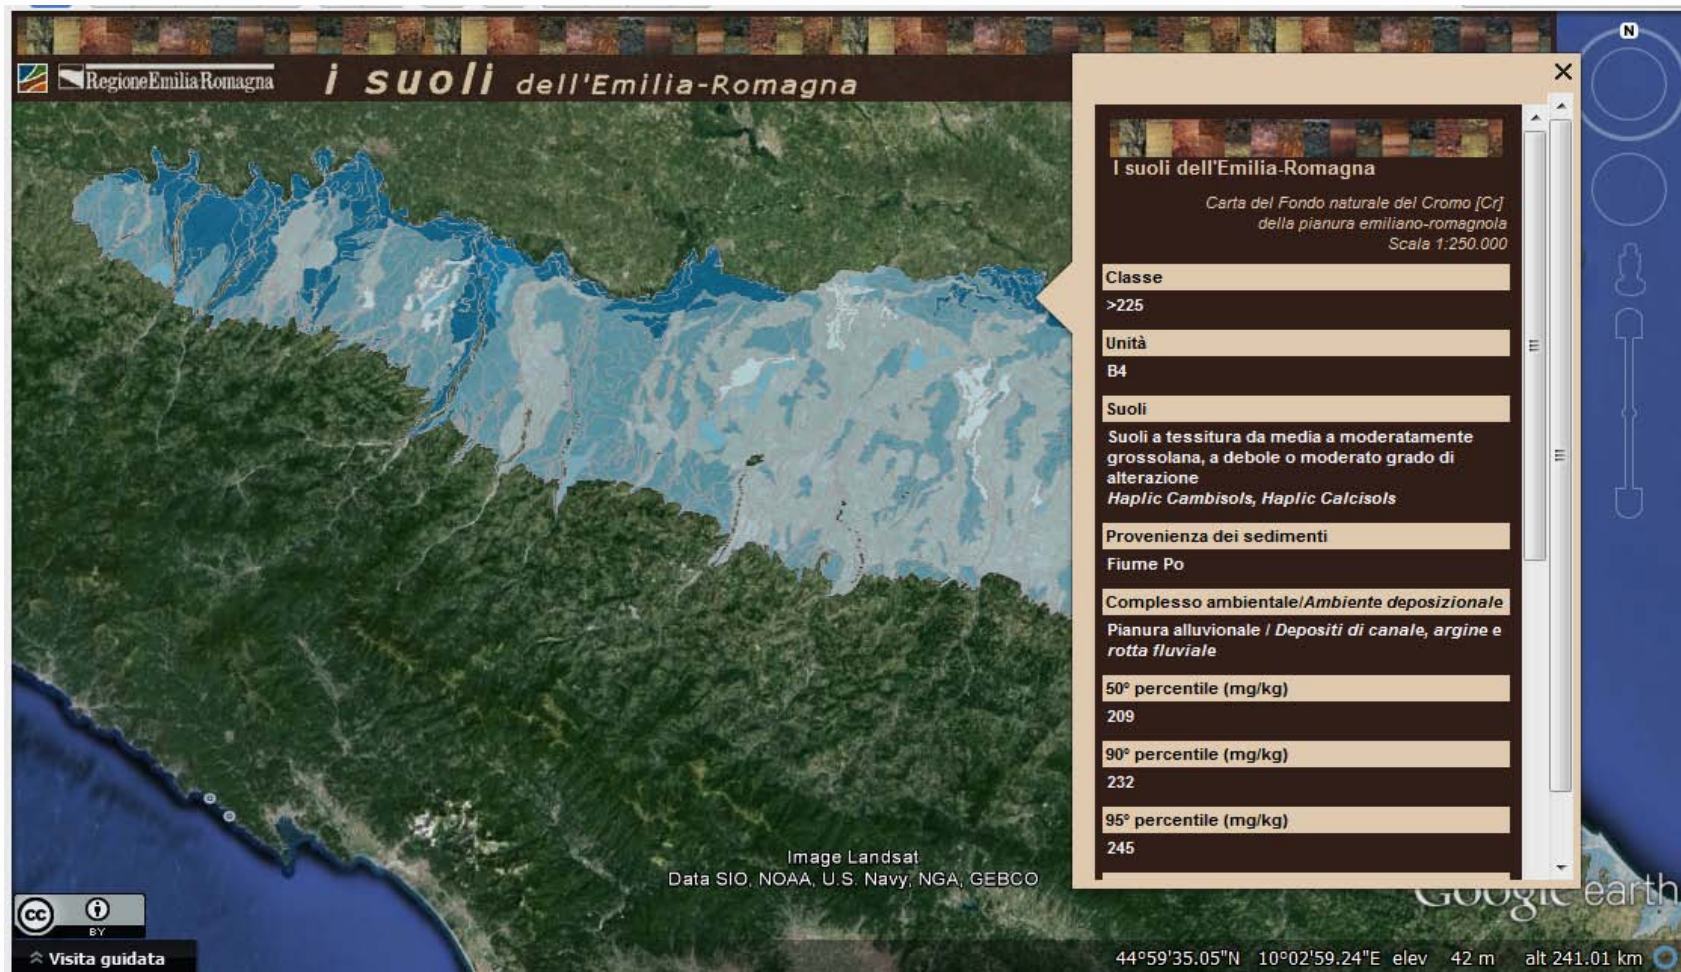 RegioneEmiliaRomagna
i suoli dell'Emilia-Romagna
N
I suoli dell'Emilia-Romagna
Carta del Fondo naturale del Cromo [Cr]
della pianura emiliano-romagnola
Scala 1:250.000
Classe
>225
Unità
B4
Suoli
Suoli a tessitura da media a moderatamente
grossolana, a debole o moderato grado di
alterazione
Haplic Cambisols, Haplic Calcisols
Provenienza dei sedimenti
Fiume Po
Complesso ambientale/Ambiente deposizionale
Pianura alluvionale / Depositi di canale, argine e
rotta fluviale
50° percentile (mg/kg)
209
90° percentile (mg/kg)
232
95° percentile (mg/kg)
245
Image Landsat
Data SIO, NOAA, U.S. Navy, NGA, GEBCO
Google earth
cc
BY
Visita guidata
44°59'35.05"N 10°02'59.24"E elev 42 m alt 241.01 km